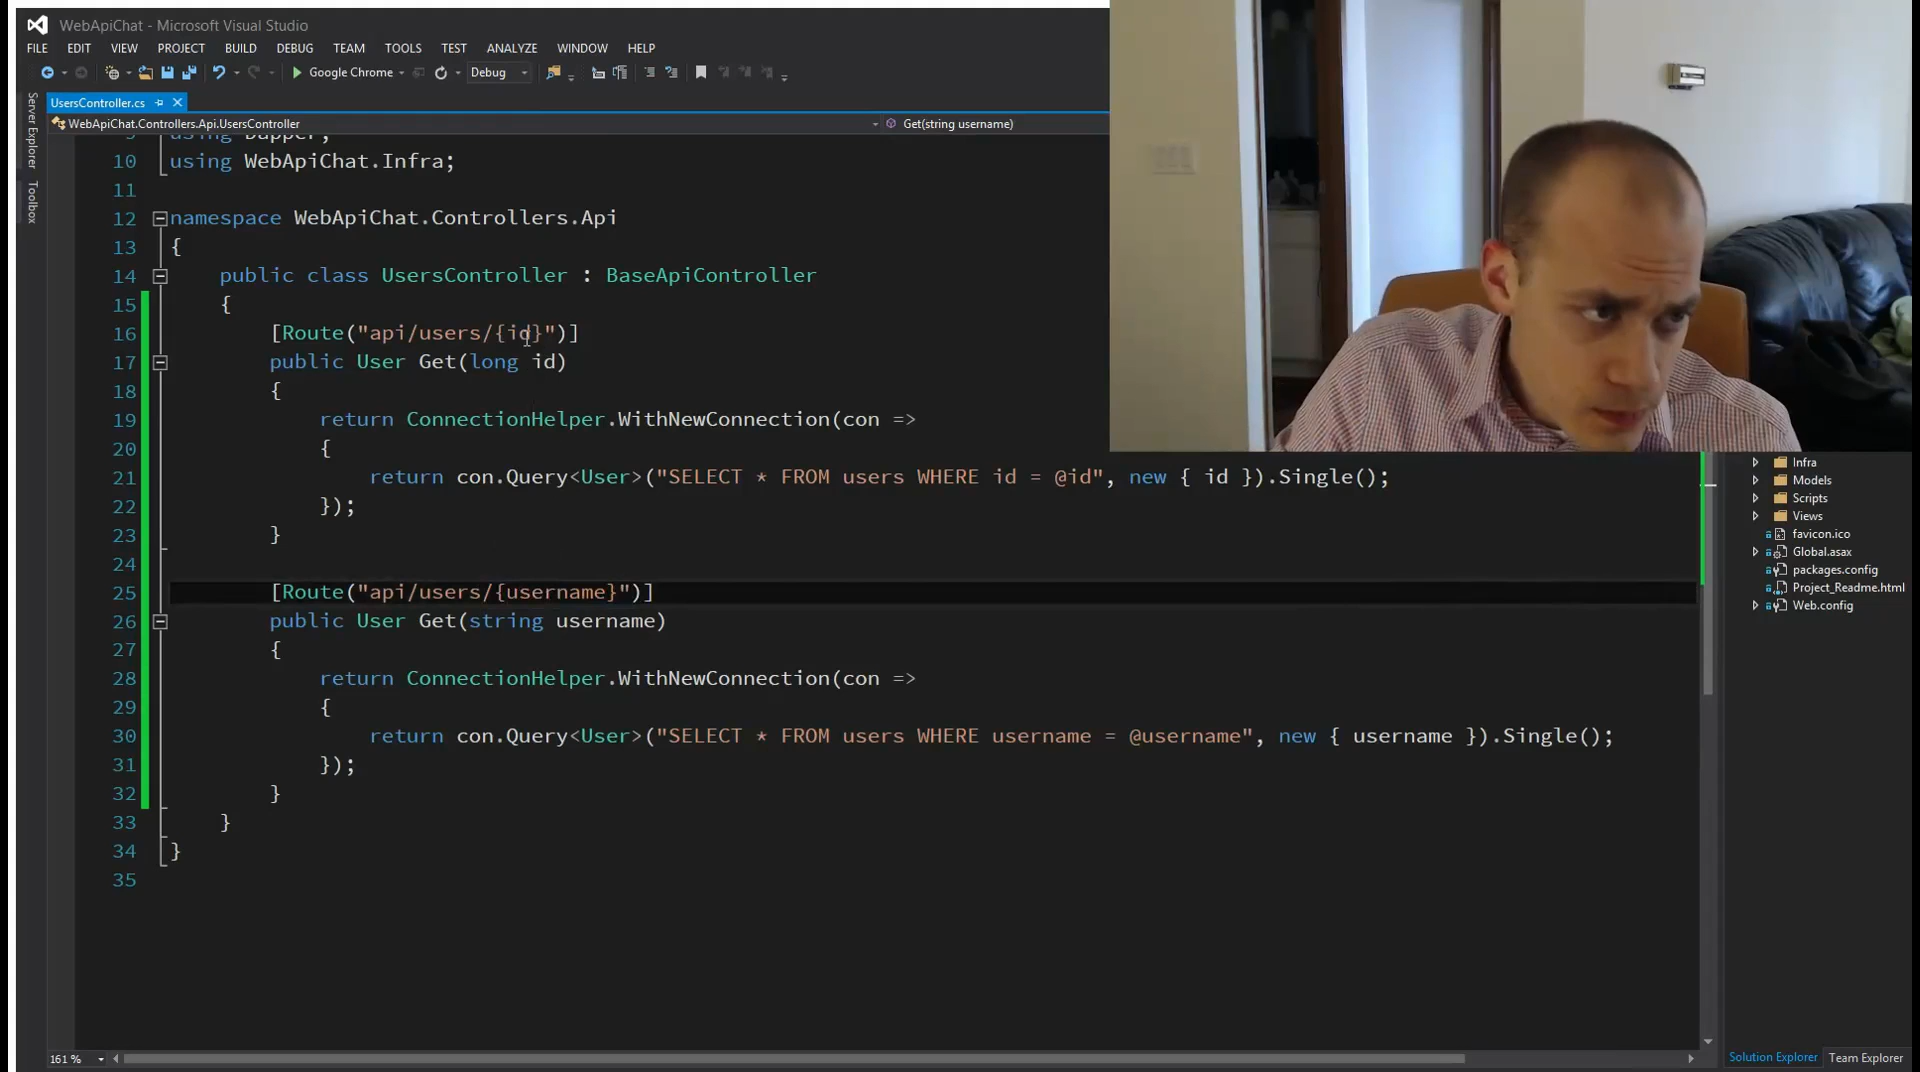 WebApiChat - Microsoft Visual Studio
FILE EDIT VIEW PROJECT BUILD DEBUG TEAM TOOLS TEST ANALYZE WINDOW HELP
Google Chrome Debug
Server Explorer
Toolbox
UsersController.cs
WebApiChat.Controllers.Api.UsersController Get(string username)
9 using Dapper;
10 using WebApiChat.Infra;
11
12 namespace WebApiChat.Controllers.Api
13 {
14 public class UsersController : BaseApiController
15 {
16 [Route("api/users/{id}")]
17 public User Get(long id)
18 {
19 return ConnectionHelper.WithNewConnection(con =>
20 {
21 return con.Query<User>("SELECT * FROM users WHERE id = @id", new { id }).Single();
22 });
23 }
24
25 [Route("api/users/{username}")]
26 public User Get(string username)
27 {
28 return ConnectionHelper.WithNewConnection(con =>
29 {
30 return con.Query<User>("SELECT * FROM users WHERE username = @username", new { username }).Single();
31 });
32 }
33 }
34 }
35
Infra
Models
Scripts
Views
favicon.ico
Global.asax
packages.config
Project_Readme.html
Web.config
161 %
Solution Explorer Team Explorer